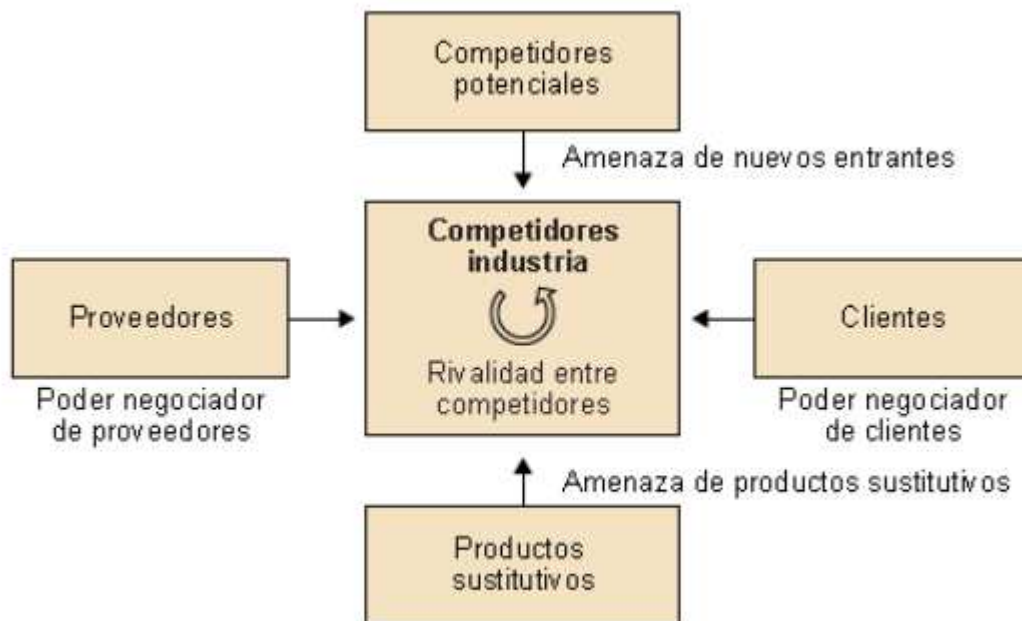 Competidores
potenciales
Amenaza de nuevos entrantes
Competidores
industria
Rivalidad entre
competidores
Proveedores
Poder negociador
de proveedores
Clientes
Poder negociador
de clientes
Amenaza de productos sustitutivos
Productos
sustitutivos